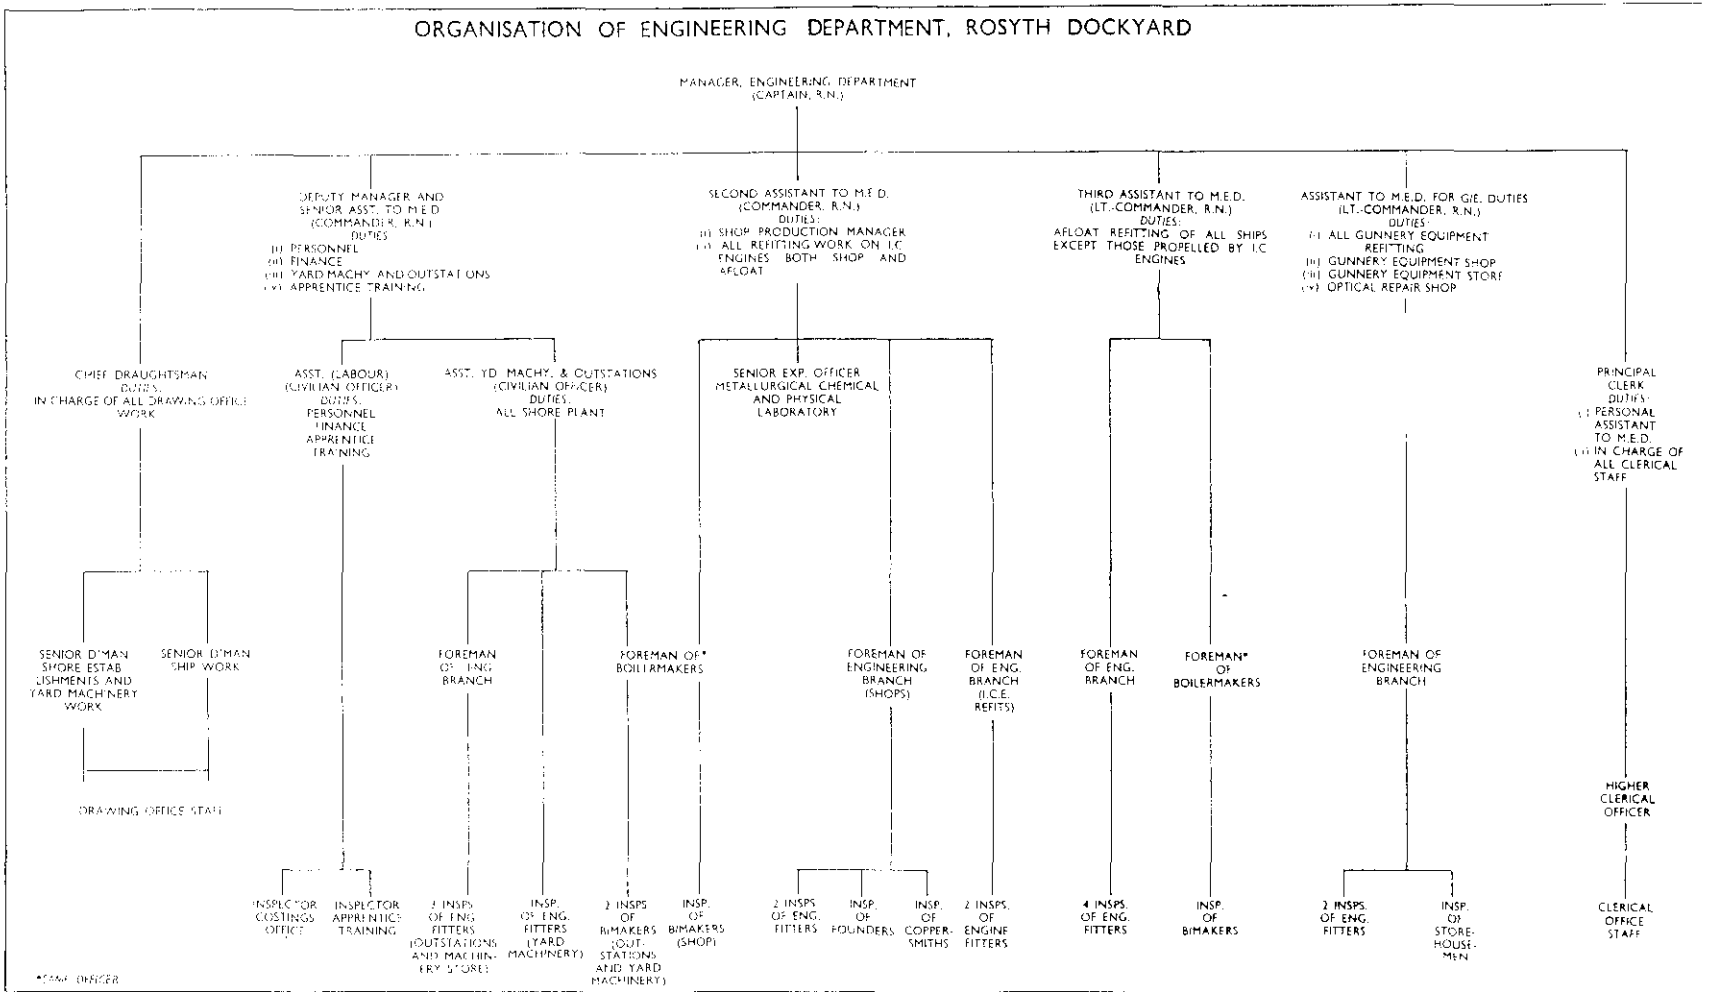 ORGANISATION OF ENGINEERING DEPARTMENT, ROSYTH DOCKYARD
MANAGER, ENGINEERING DEPARTMENT
(CAPTAIN, R.N.)
DEPUTY MANAGER AND
SENIOR ASST. TO M.E.D.
(COMMANDER, R.N.)
DUTIES
(i) PERSONNEL
(ii) FINANCE
(iii) YARD MACHY AND OUTSTATIONS
(iv) APPRENTICE TRAINING
SECOND ASSISTANT TO M.E.D.
(COMMANDER, R.N.)
DUTIES:
(i) SHOP PRODUCTION MANAGER
(ii) ALL REFITTING WORK ON I.C.
ENGINES BOTH SHOP AND
AFLOAT
THIRD ASSISTANT TO M.E.D.
(LT.-COMMANDER, R.N.)
DUTIES:
AFLOAT REFITTING OF ALL SHIPS
EXCEPT THOSE PROPELLED BY I.C
ENGINES
ASSISTANT TO M.E.D. FOR G/E. DUTIES
(LT.-COMMANDER, R.N.)
DUTIES:
(i) ALL GUNNERY EQUIPMENT
REFITTING
(ii) GUNNERY EQUIPMENT SHOP
(iii) GUNNERY EQUIPMENT STORE
(iv) OPTICAL REPAIR SHOP
CHIEF DRAUGHTSMAN
DUTIES.
IN CHARGE OF ALL DRAWING OFFICE
WORK
ASST. (LABOUR)
(CIVILIAN OFFICER)
DUTIES.
PERSONNEL
FINANCE
APPRENTICE
TRAINING
ASST. YD. MACHY. & OUTSTATIONS
(CIVILIAN OFFICER)
DUTIES.
ALL SHORE PLANT
SENIOR EXP. OFFICER
METALLURGICAL CHEMICAL
AND PHYSICAL
LABORATORY
PRINCIPAL
CLERK
DUTIES:
(i) PERSONAL
ASSISTANT
TO M.E.D.
(ii) IN CHARGE OF
ALL CLERICAL
STAFF
SENIOR D'MAN
SHORE ESTAB
LISHMENTS AND
YARD MACHINERY
WORK
SENIOR D'MAN
SHIP WORK
FOREMAN
OF ENG
BRANCH
FOREMAN OF*
BOILERMAKERS
FOREMAN OF
ENGINEERING
BRANCH
(SHOPS)
FOREMAN
OF ENG.
BRANCH
(I.C.E.
REFITS)
FOREMAN
OF ENG.
BRANCH
FOREMAN*
OF
BOILERMAKERS
FOREMAN OF
ENGINEERING
BRANCH
DRAWING OFFICE STAFF
HIGHER
CLERICAL
OFFICER
INSPECTOR
COSTINGS
OFFICE
INSPECTOR
APPRENTICE
TRAINING
INSPS
OF ENG
FITTERS
(OUTSTATIONS
AND MACHIN-
ERY STORE)
INSP.
OF ENG.
FITTERS
(YARD
MACHINERY)
2 INSPS
OF
B/MAKERS
(OUT-
STATIONS
AND YARD
MACHINERY)
INSP.
OF
B/MAKERS
(SHOP)
2 INSPS
OF ENG.
FITTERS
INSP.
OF
FOUNDERS
INSP.
OF
COPPER-
SMITHS
2 INSPS.
OF
ENGINE
FITTERS
4 INSPS.
OF ENG.
FITTERS
INSP.
OF
B/MAKERS
2 INSPS.
OF ENG.
FITTERS
INSP.
OF
STORE-
HOUSE-
MEN
CLERICAL
OFFICE
STAFF
*SAME OFFICER